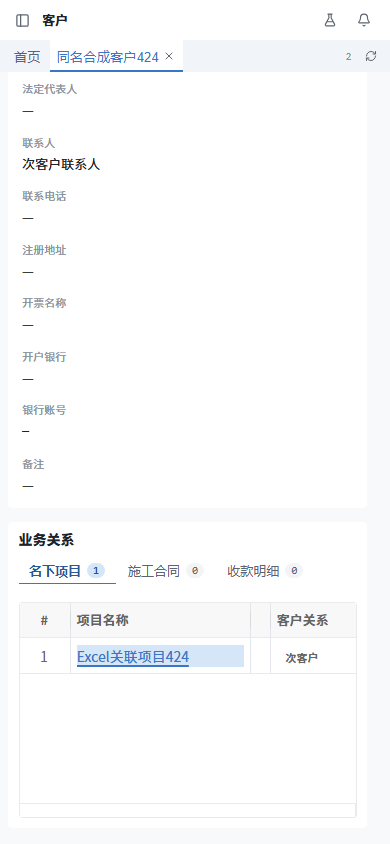 客户
首页
同名合成客户424 ×
2
法定代表人
—
联系人
次客户联系人
联系电话
—
注册地址
—
开票名称
—
开户银行
—
银行账号
–
备注
—
业务关系
名下项目 1 施工合同 0 收款明细 0
# 项目名称 客户关系
1 Excel关联项目424 次客户